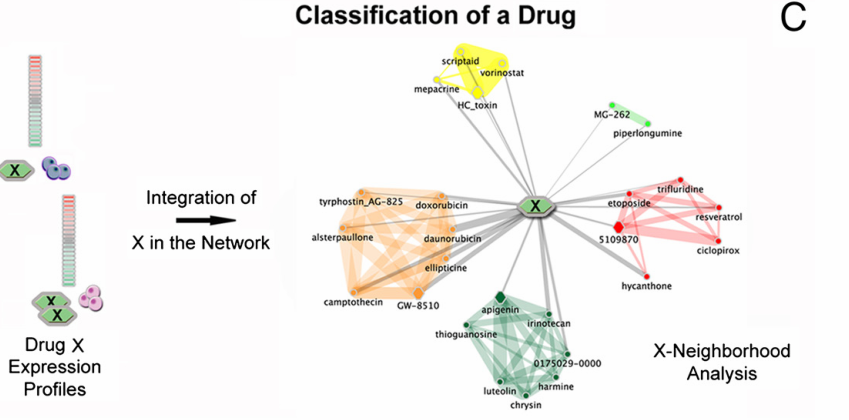 Classification of a Drug
C
scriptaid
vorinostat
mepacrine
HC_toxin
MG-262
piperlongumine
X
Integration of
X in the Network
tyrphostin_AG-825
doxorubicin
alsterpaullone
daunorubicin
ellipticine
camptothecin
GW-8510
X
trifluridine
etoposide
resveratrol
5109870
ciclopirox
hycanthone
X
X
apigenin
irinotecan
thioguanosine
0175029-0000
harmine
luteolin
chrysin
Drug X
Expression
Profiles
X-Neighborhood
Analysis